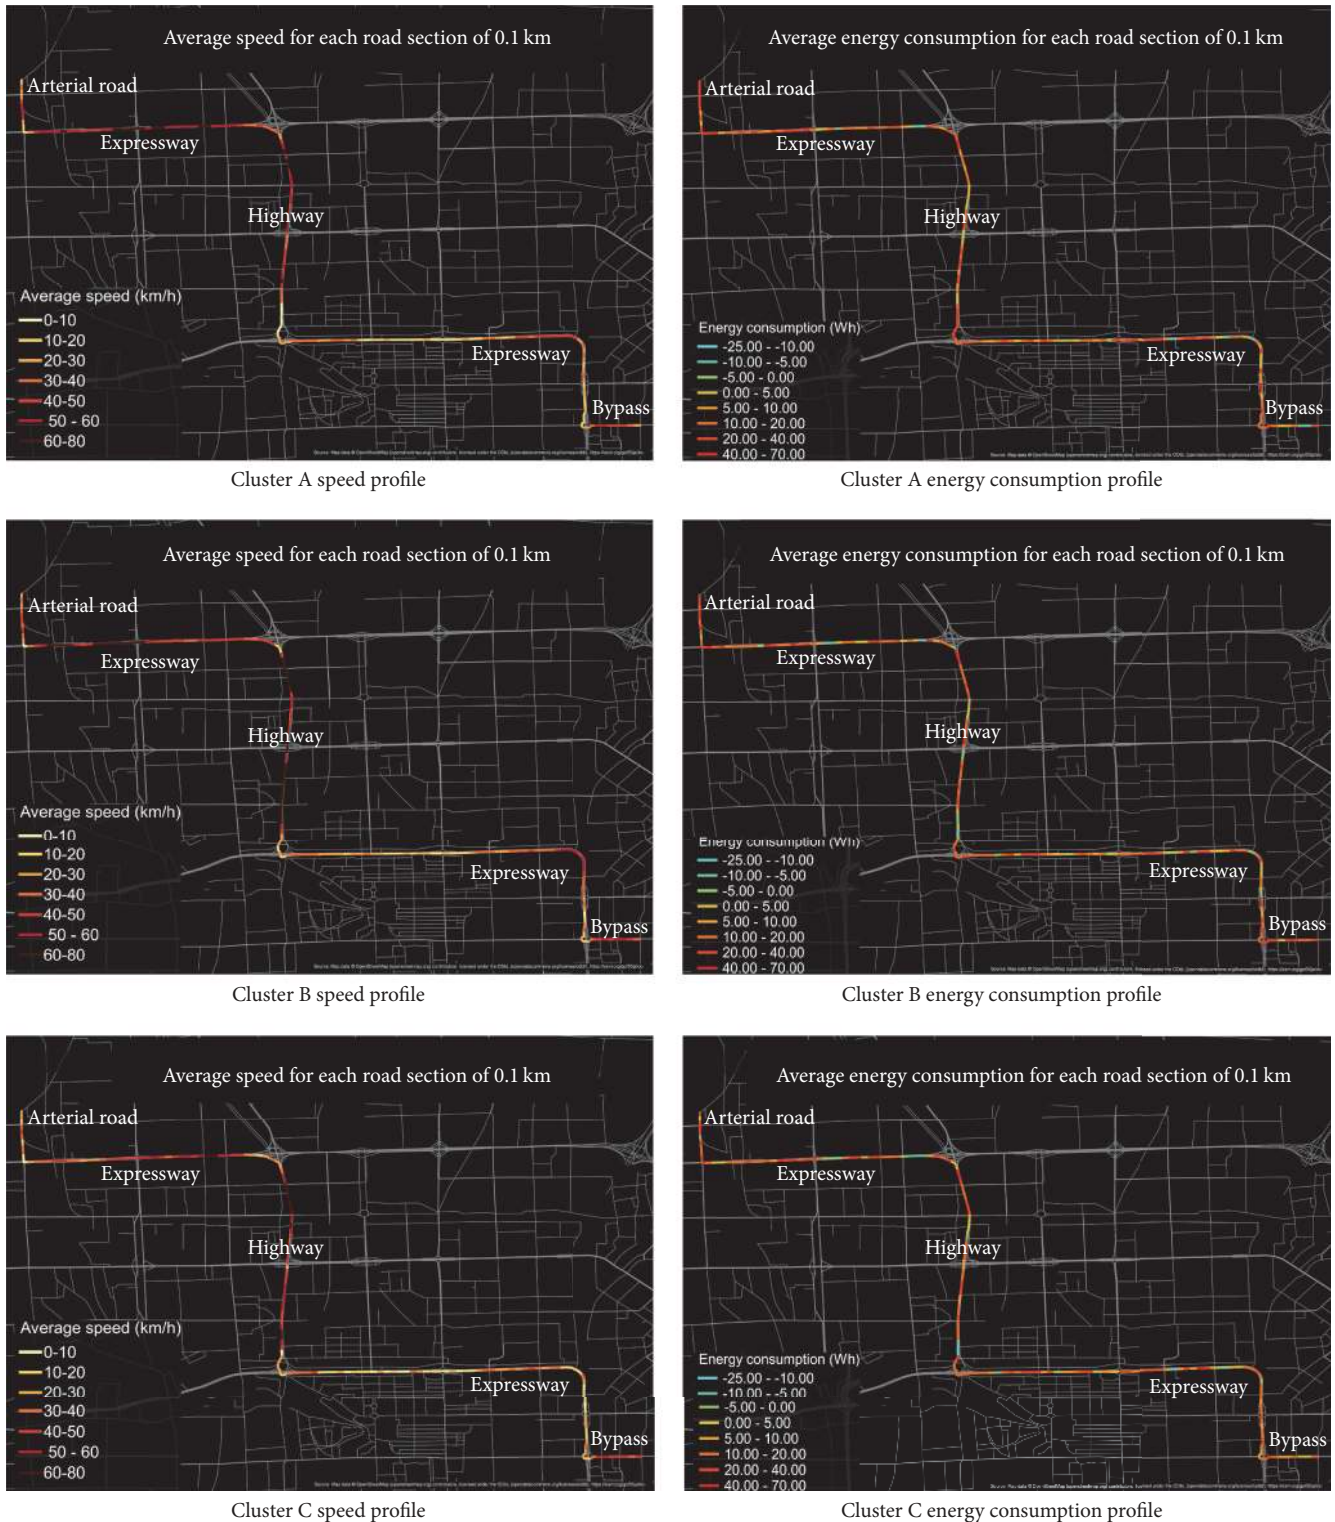 Average speed for each road section of 0.1 km
Arterial road
Expressway
Highway
Average speed (km/h)
0-10
10-20
20-30
30-40
40-50
50 - 60
60-80
Expressway
Bypass
Cluster A speed profile
Average energy consumption for each road section of 0.1 km
Arterial road
Expressway
Highway
Energy consumption (Wh)
-25.00 - -10.00
-10.00 - -5.00
-5.00 - 0.00
0.00 - 5.00
5.00 - 10.00
10.00 - 20.00
20.00 - 40.00
40.00 - 70.00
Expressway
Bypass
Cluster A energy consumption profile
Average speed for each road section of 0.1 km
Arterial road
Expressway
Highway
Average speed (km/h)
0-10
10-20
20-30
30-40
40-50
50 - 60
60-80
Expressway
Bypass
Cluster B speed profile
Average energy consumption for each road section of 0.1 km
Arterial road
Expressway
Highway
Energy consumption (Wh)
-25.00 - -10.00
-10.00 - -5.00
-5.00 - 0.00
0.00 - 5.00
5.00 - 10.00
10.00 - 20.00
20.00 - 40.00
40.00 - 70.00
Expressway
Bypass
Cluster B energy consumption profile
Average speed for each road section of 0.1 km
Arterial road
Expressway
Highway
Average speed (km/h)
0-10
10-20
20-30
30-40
40-50
50 - 60
60-80
Expressway
Bypass
Cluster C speed profile
Average energy consumption for each road section of 0.1 km
Arterial road
Expressway
Highway
Energy consumption (Wh)
-25.00 - -10.00
-10.00 - -5.00
-5.00 - 0.00
0.00 - 5.00
5.00 - 10.00
10.00 - 20.00
20.00 - 40.00
40.00 - 70.00
Expressway
Bypass
Cluster C energy consumption profile